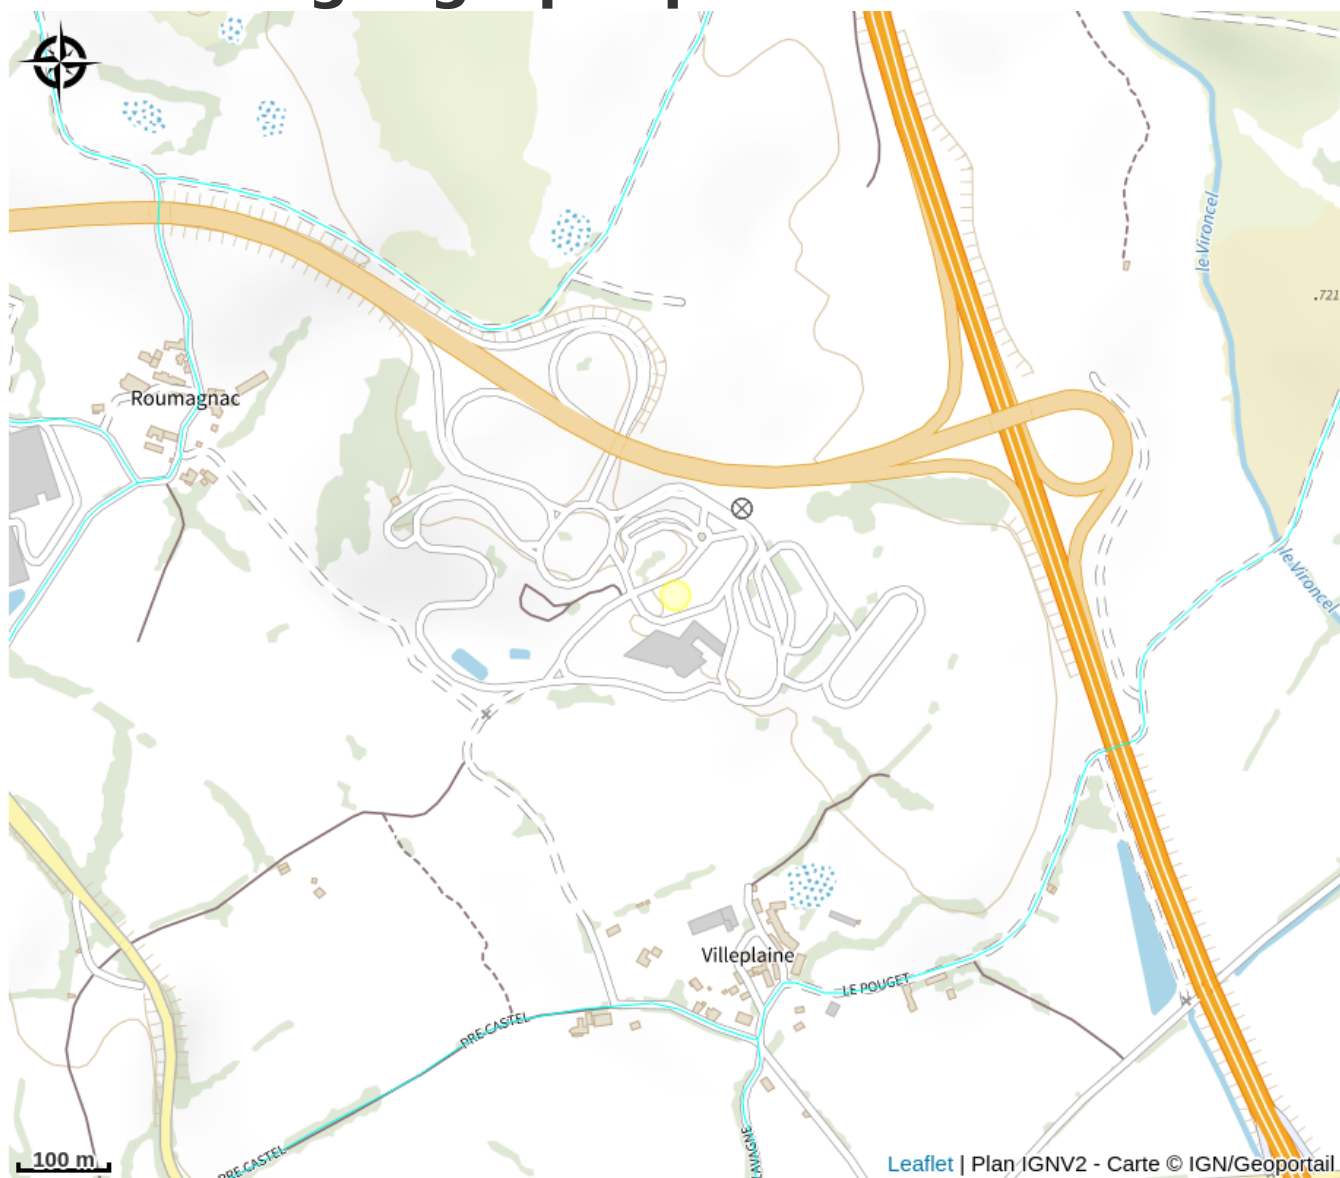 le Vironcel
.721
Roumagnac
le Vironcel
Villeplaine
LE POUGET
PRE CASTEL
PRE CASTEL
100 m
Leaflet | Plan IGNV2 - Carte © IGN/Geoportail